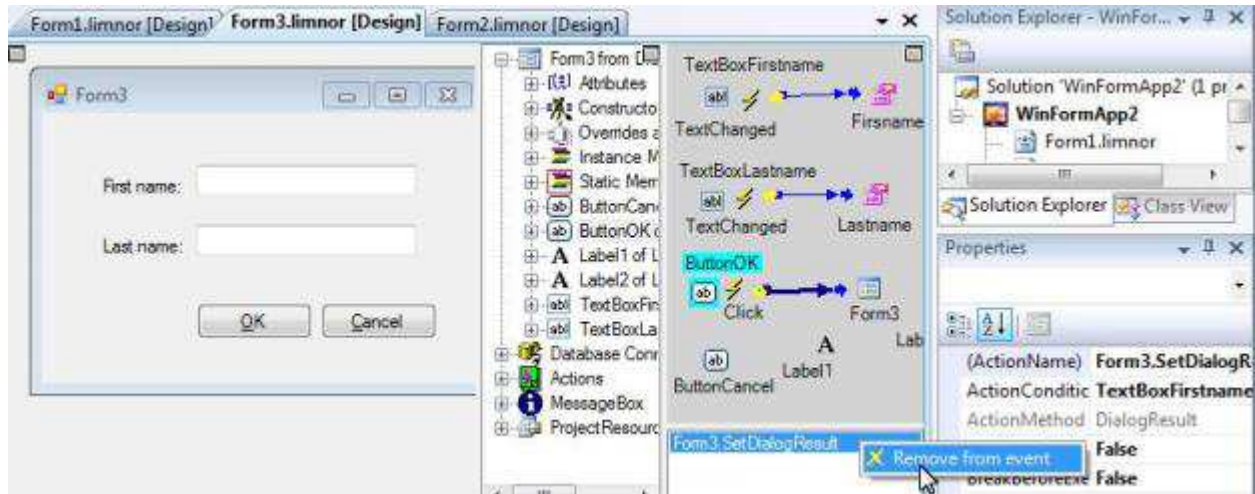 Form1.limnor [Design]
Form3.limnor [Design]
Form2.limnor [Design]
Form3
First name:
Last name:
OK
Cancel
Form3 from
Attributes
Constructo
Overrides a
Instance M
Static Mem
ButtonCan
ButtonOK
Label1 of L
Label2 of L
TextBoxFir
TextBoxLa
Database Conr
Actions
MessageBox
ProjectResourc
TextBoxFirstname
TextChanged
Firsname
TextBoxLastname
TextChanged
Lastname
ButtonOK
Click
Form3
ButtonCancel
A
Label1
Lab
Form3.SetDialogResult
Remove from event
Solution Explorer - WinFor...
Solution 'WinFormApp2' (1 pr
WinFormApp2
Form1.limnor
Solution Explorer
Class View
Properties
(ActionName) Form3.SetDialogR
ActionConditic TextBoxFirstname
ActionMethod DialogResult
False
BreakBeforeExe False